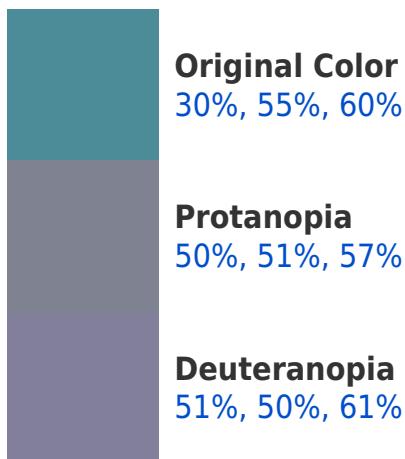 Original Color
30%, 55%, 60%
Protanopia
50%, 51%, 57%
Deuteranopia
51%, 50%, 61%